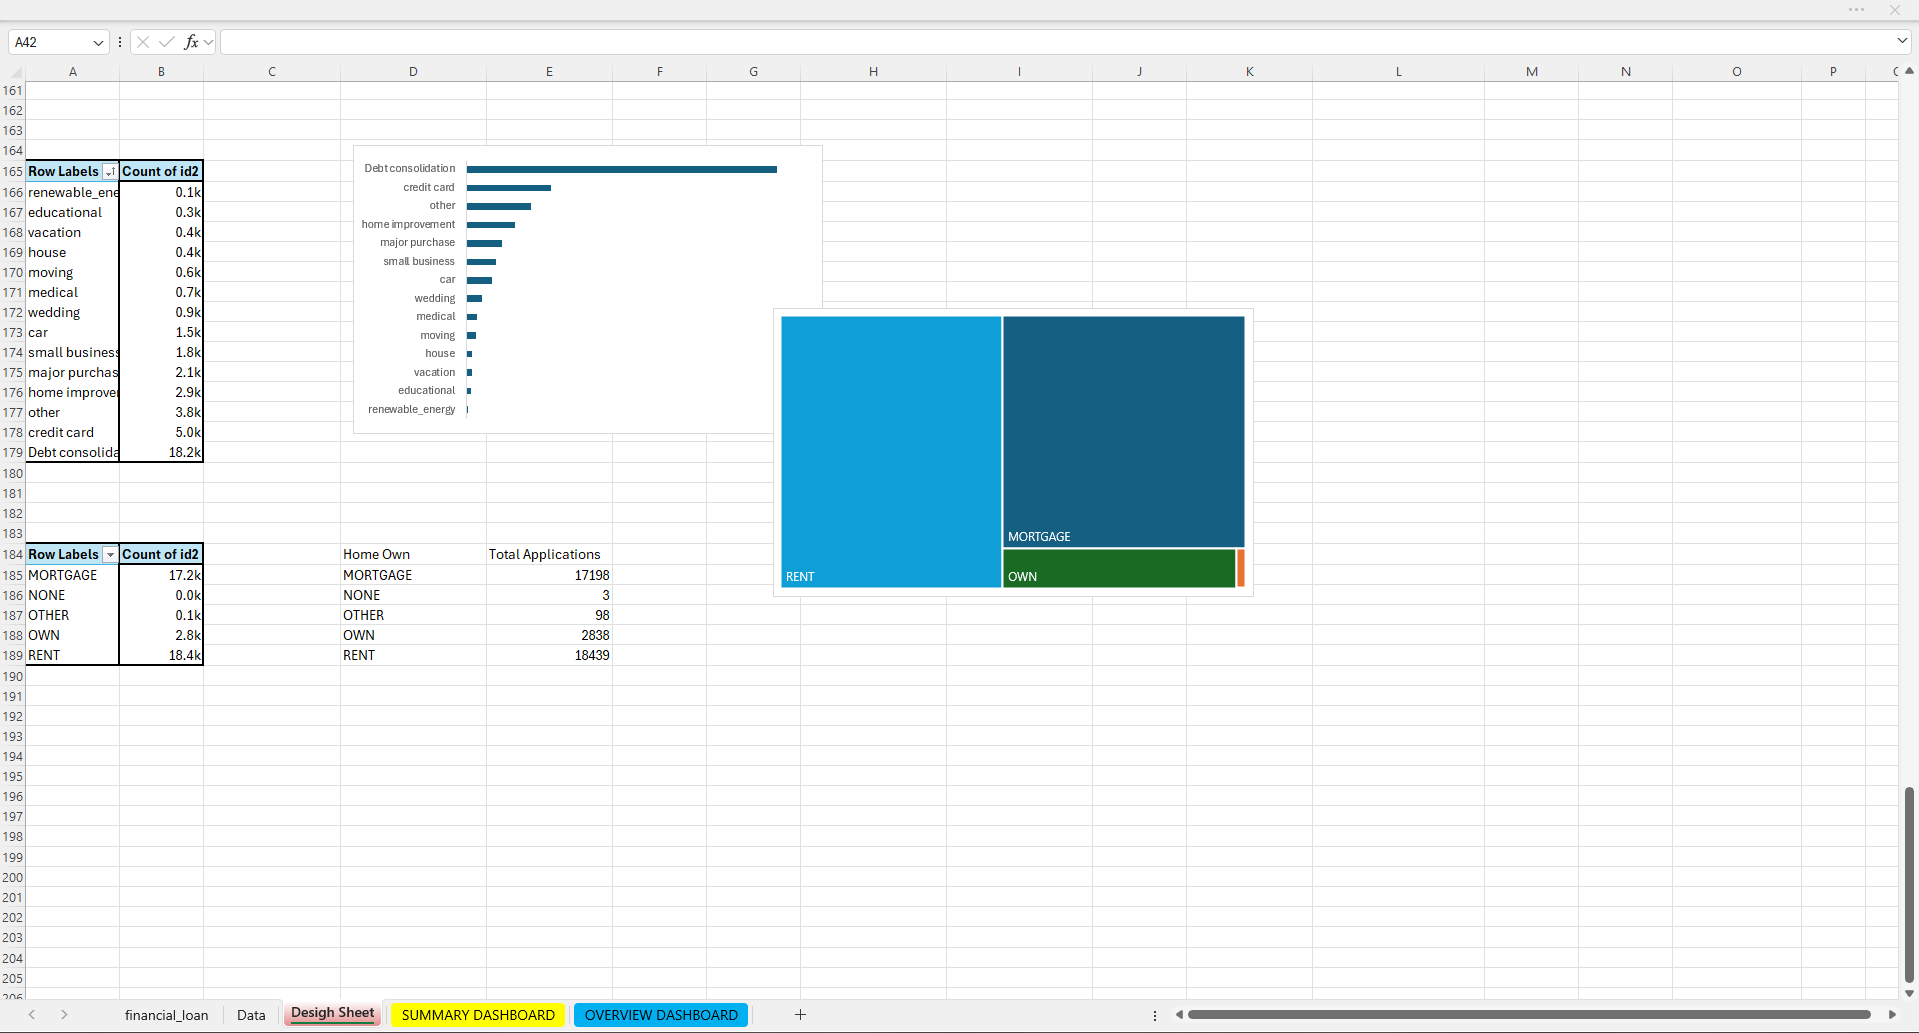 A42
fx
A B C D E F G H I J K L M N O P
161
162
163
164
165 Row Labels Count of id2
166 renewable_ene 0.1k
167 educational 0.3k
168 vacation 0.4k
169 house 0.4k
170 moving 0.6k
171 medical 0.7k
172 wedding 0.9k
173 car 1.5k
174 small business 1.8k
175 major purchas 2.1k
176 home improver 2.9k
177 other 3.8k
178 credit card 5.0k
179 Debt consolida 18.2k
180
181
182
183
184 Row Labels Count of id2 Home Own Total Applications
185 MORTGAGE 17.2k MORTGAGE 17198
186 NONE 0.0k NONE 3
187 OTHER 0.1k OTHER 98
188 OWN 2.8k OWN 2838
189 RENT 18.4k RENT 18439
190
191
192
193
194
195
196
197
198
199
200
201
202
203
204
205
206
Debt consolidation
credit card
other
home improvement
major purchase
small business
car
wedding
medical
moving
house
vacation
educational
renewable_energy
MORTGAGE
RENT
OWN
financial_loan Data Desigh Sheet SUMMARY DASHBOARD OVERVIEW DASHBOARD